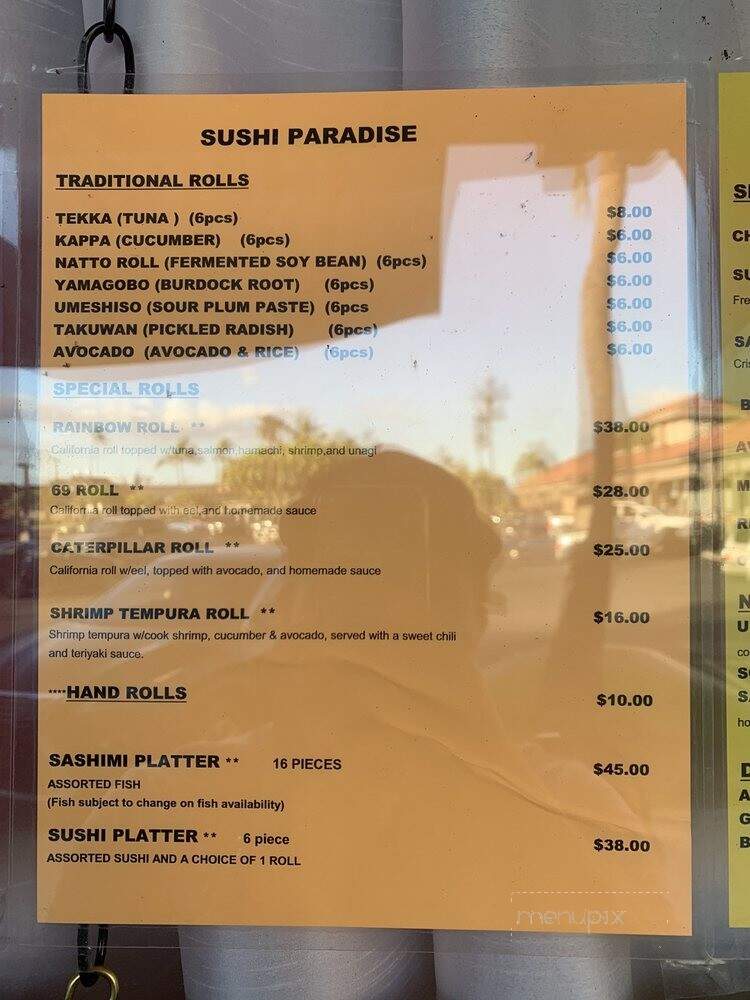 SUSHI PARADISE
TRADITIONAL ROLLS
TEKKA (TUNA ) (6pcs) $8.00
KAPPA (CUCUMBER) (6pcs) $6.00
NATTO ROLL (FERMENTED SOY BEAN) (6pcs) $6.00
YAMAGOBO (BURDOCK ROOT) (6pcs) $6.00
UMESHISO (SOUR PLUM PASTE) (6pcs $6.00
TAKUWAN (PICKLED RADISH) (6pcs) $6.00
AVOCADO (AVOCADO & RICE) (6pcs) $6.00
SPECIAL ROLLS
RAINBOW ROLL ** $38.00
California roll topped w/tuna,salmon,hamachi, shrimp,and unagi
69 ROLL ** $28.00
California roll topped with eel,and homemade sauce
CATERPILLAR ROLL ** $25.00
California roll w/eel, topped with avocado, and homemade sauce
SHRIMP TEMPURA ROLL ** $16.00
Shrimp tempura w/cook shrimp, cucumber & avocado, served with a sweet chili
and teriyaki sauce.
****HAND ROLLS $10.00
SASHIMI PLATTER ** 16 PIECES $45.00
ASSORTED FISH
(Fish subject to change on fish availability)
SUSHI PLATTER ** 6 piece $38.00
ASSORTED SUSHI AND A CHOICE OF 1 ROLL
menupix